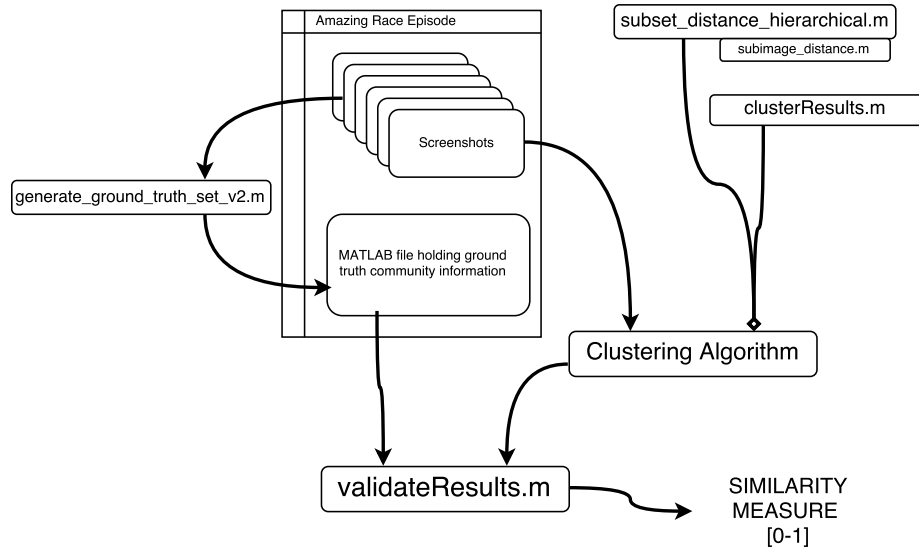 Amazing Race Episode
subset_distance_hierarchical.m
subimage_distance.m
clusterResults.m
Screenshots
generate_ground_truth_set_v2.m
MATLAB file holding ground
truth community information
Clustering Algorithm
validateResults.m
SIMILARITY
MEASURE
[0-1]